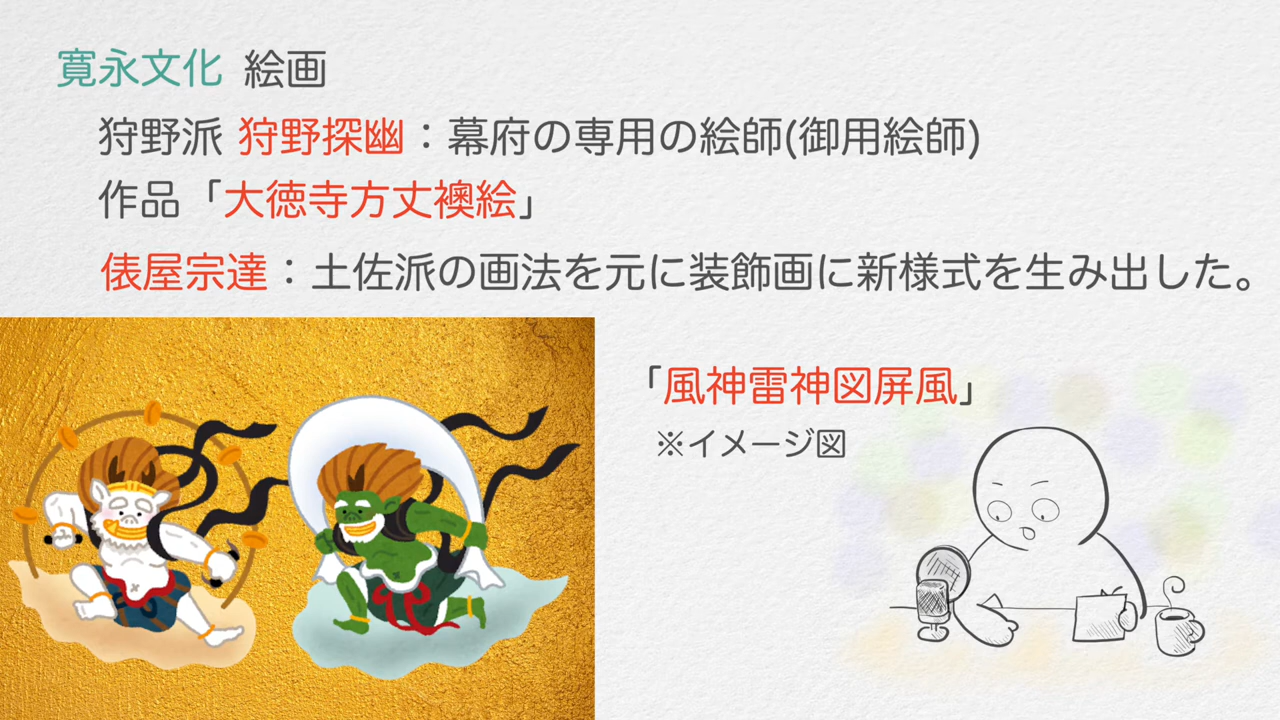 寛永文化 絵画
狩野派 狩野探幽：幕府の専用の絵師(御用絵師)
作品「大徳寺方丈襖絵」
俵屋宗達：土佐派の画法を元に装飾画に新様式を生み出した。
「風神雷神図屏風」
※イメージ図